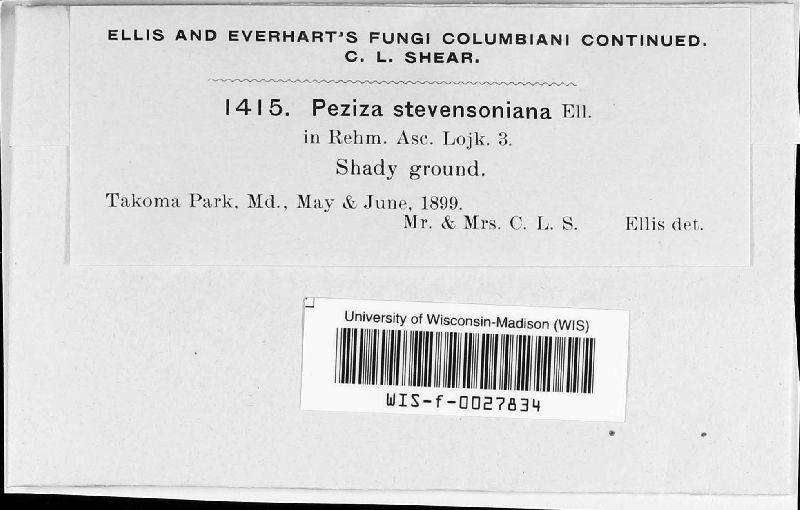 ELLIS AND EVERHART'S FUNGI COLUMBIANI CONTINUED.
C. L. SHEAR.
1415. Peziza stevensoniana Ell.
in Rehm. Asc. Lojk. 3.
Shady ground.
Takoma Park, Md., May & June, 1899.
Mr. & Mrs. C. L. S. Ellis det.
University of Wisconsin-Madison (WIS)
WIS-f-0027834